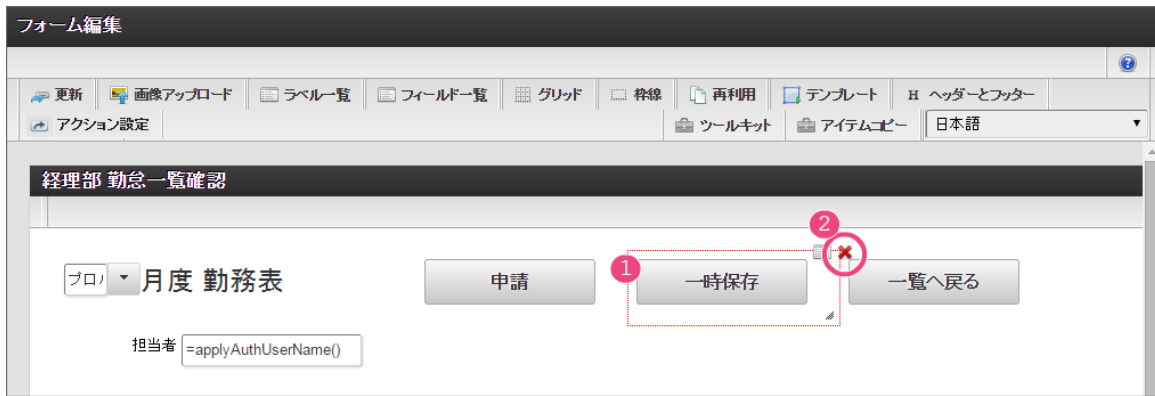 フォーム編集
更新 画像アップロード ラベル一覧 フィールド一覧 グリッド 枠線 再利用 テンプレート H ヘッダーとフッター
アクション設定 ツールキット アイテムコピー 日本語
経理部 勤怠一覧確認
2
1
月度 勤務表 申請 一時保存 一覧へ戻る
担当者 =applyAuthUserName()